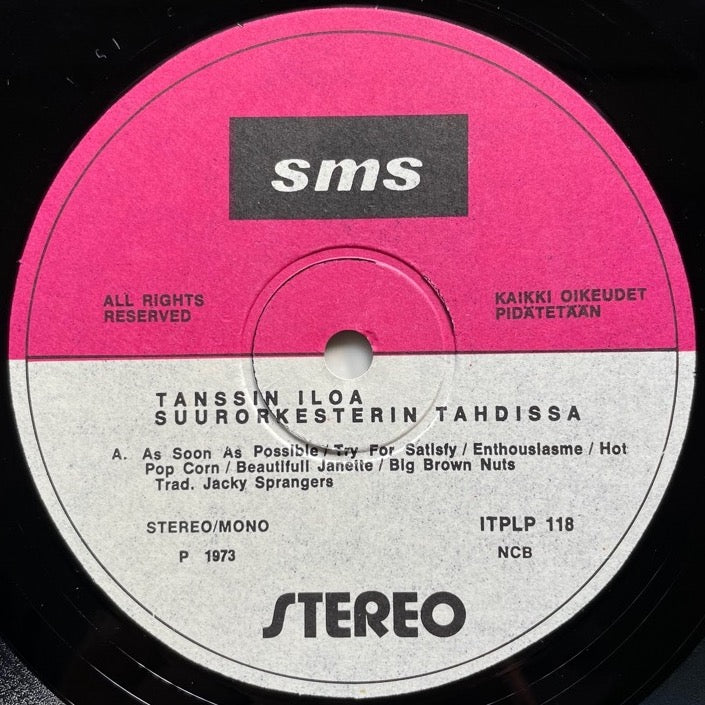 sms
ALL RIGHTS
RESERVED
KAIKKI OIKEUDET
PIDÄTETÄÄN
TANSSIN ILOA
SUURORKESTERIN TAHDISSA
A. As Soon As Possible / Try For Satisfy / Enthousiasme / Hot
Pop Corn / Beautifull Janette / Big Brown Nuts
Trad. Jacky Sprangers
STEREO/MONO
ITPLP 118
P 1973
NCB
STEREO